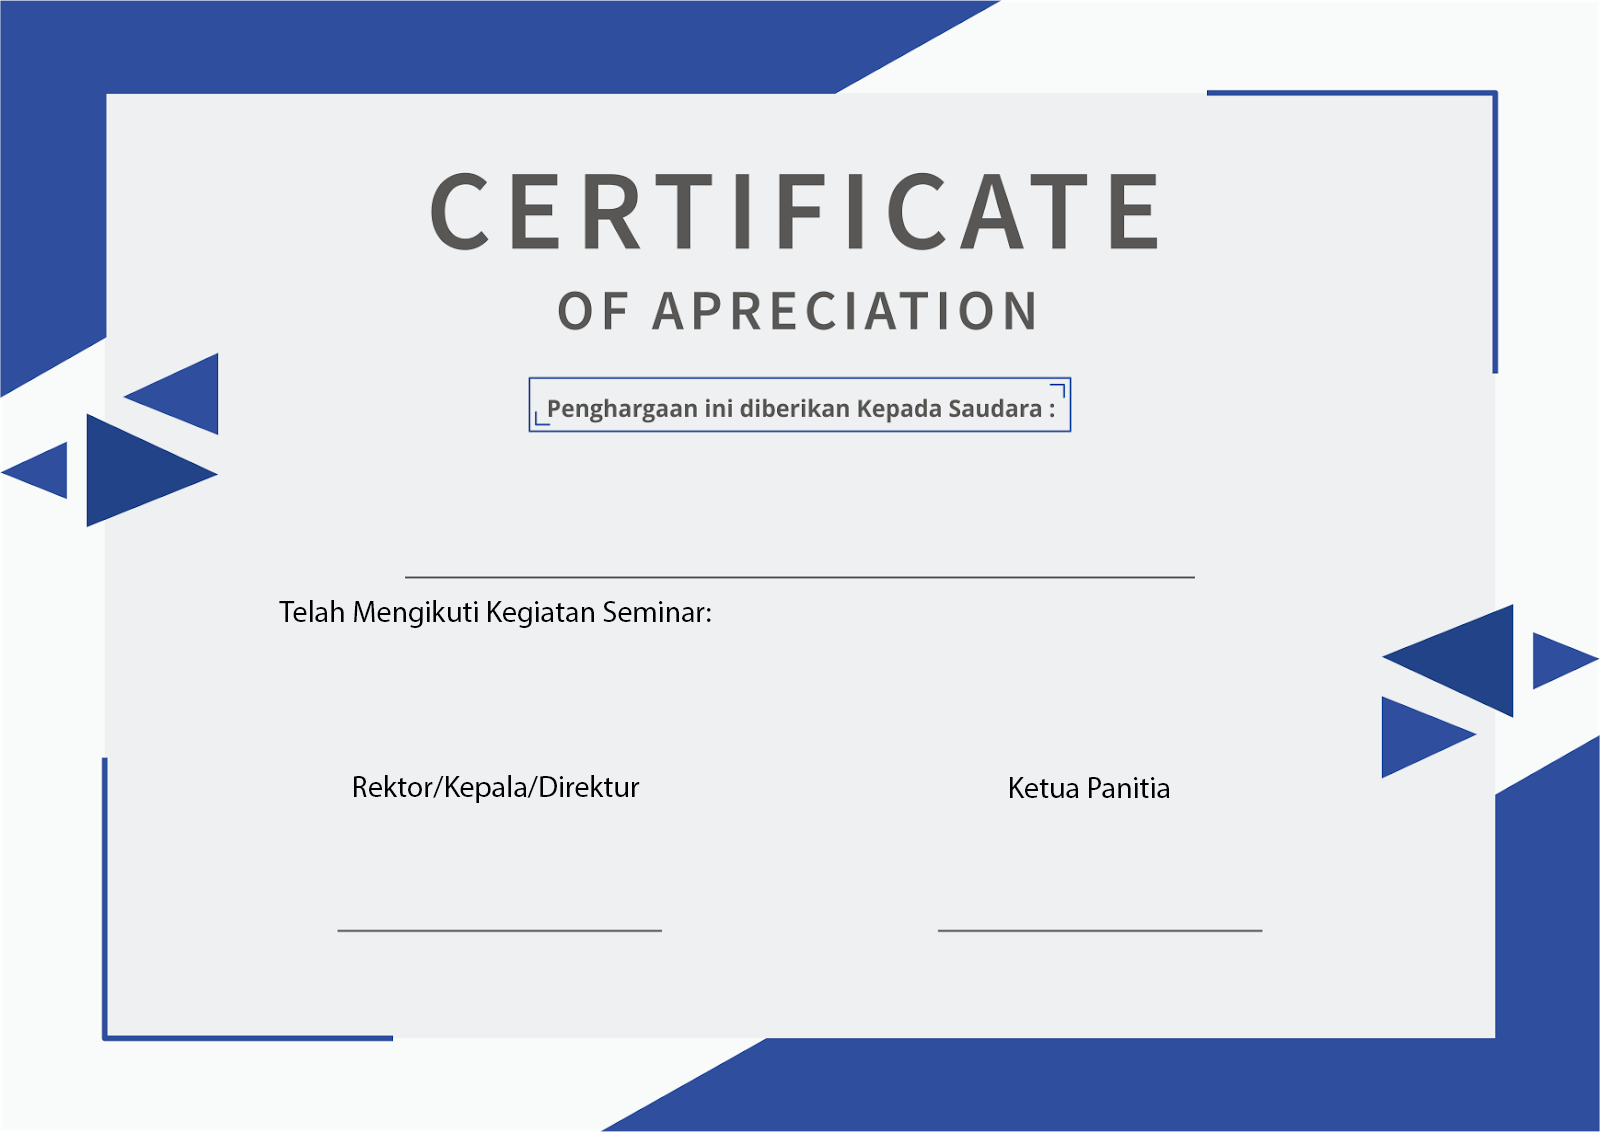 CERTIFICATE
OF APRECIATION
Penghargaan ini diberikan Kepada Saudara :
Telah Mengikuti Kegiatan Seminar:
Rektor/Kepala/Direktur
Ketua Panitia